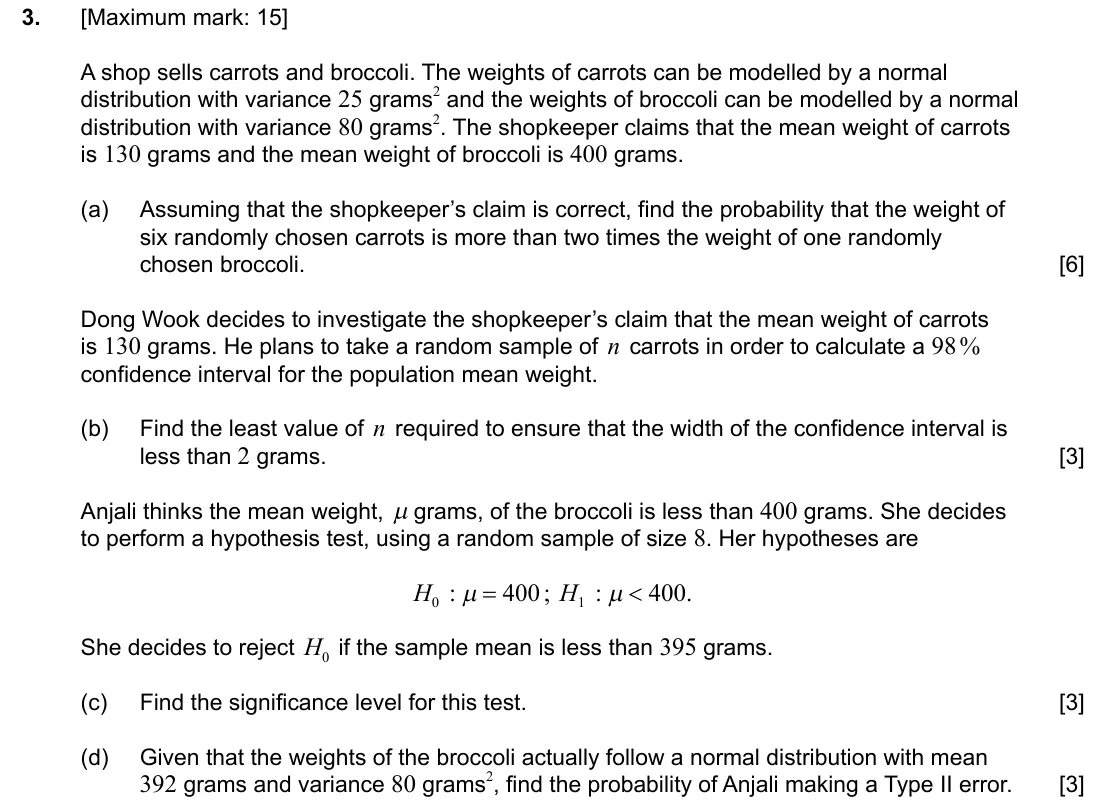 3. [Maximum mark: 15]
A shop sells carrots and broccoli. The weights of carrots can be modelled by a normal
distribution with variance 25 grams² and the weights of broccoli can be modelled by a normal
distribution with variance 80 grams². The shopkeeper claims that the mean weight of carrots
is 130 grams and the mean weight of broccoli is 400 grams.
(a) Assuming that the shopkeeper's claim is correct, find the probability that the weight of
six randomly chosen carrots is more than two times the weight of one randomly
chosen broccoli. [6]
Dong Wook decides to investigate the shopkeeper's claim that the mean weight of carrots
is 130 grams. He plans to take a random sample of n carrots in order to calculate a 98%
confidence interval for the population mean weight.
(b) Find the least value of n required to ensure that the width of the confidence interval is
less than 2 grams. [3]
Anjali thinks the mean weight, μ grams, of the broccoli is less than 400 grams. She decides
to perform a hypothesis test, using a random sample of size 8. Her hypotheses are
H₀ : μ = 400; H₁ : μ < 400.
She decides to reject H₀ if the sample mean is less than 395 grams.
(c) Find the significance level for this test. [3]
(d) Given that the weights of the broccoli actually follow a normal distribution with mean
392 grams and variance 80 grams², find the probability of Anjali making a Type II error. [3]